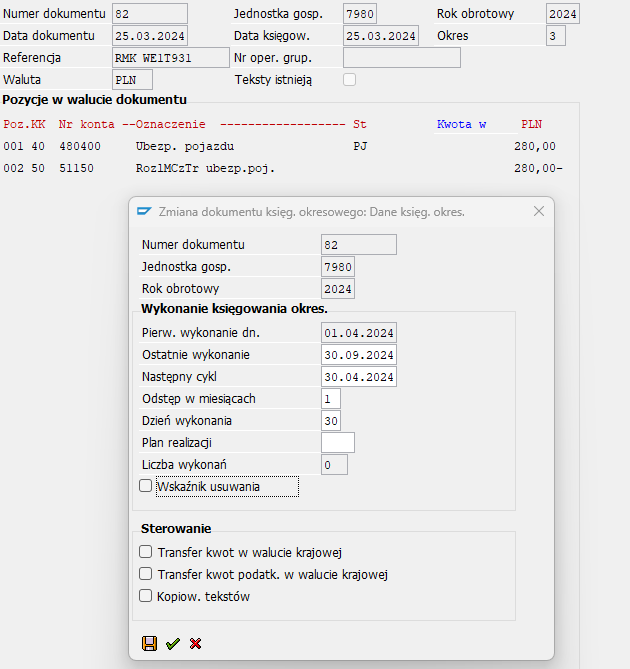 Numer dokumentu 82 Jednostka gosp. 7980 Rok obrotowy 2024
Data dokumentu 25.03.2024 Data księgow. 25.03.2024 Okres 3
Referencja RMK WE1T931 Nr oper. grup.
Waluta PLN Teksty istnieją
Pozycje w walucie dokumentu
Poz.KK Nr konta --Oznaczenie ------------------ St Kwota w PLN
001 40 480400 Ubezp. pojazdu PJ 280,00
002 50 51150 RozlMCzTr ubezp.poj. 280,00-
Zmiana dokumentu księg. okresowego: Dane księg. okres.
Numer dokumentu 82
Jednostka gosp. 7980
Rok obrotowy 2024
Wykonanie księgowania okres.
Pierw. wykonanie dn. 01.04.2024
Ostatnie wykonanie 30.09.2024
Następny cykl 30.04.2024
Odstęp w miesiącach 1
Dzień wykonania 30
Plan realizacji
Liczba wykonań 0
Wskaźnik usuwania
Sterowanie
Transfer kwot w walucie krajowej
Transfer kwot podatk. w walucie krajowej
Kopiow. tekstów